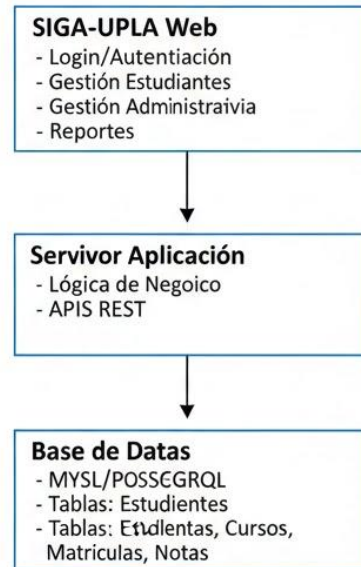 SIGA-UPLA Web
- Login/Autentiación
- Gestión Estudiantes
- Gestión Administraivia
- Reportes
Servivor Aplicación
- Lógica de Negoico
- APIS REST
Base de Datas
- MYSL/POSSEGRQL
- Tablas: Estudientes
- Tablas: Etudlentas, Cursos,
Matriculas, Notas